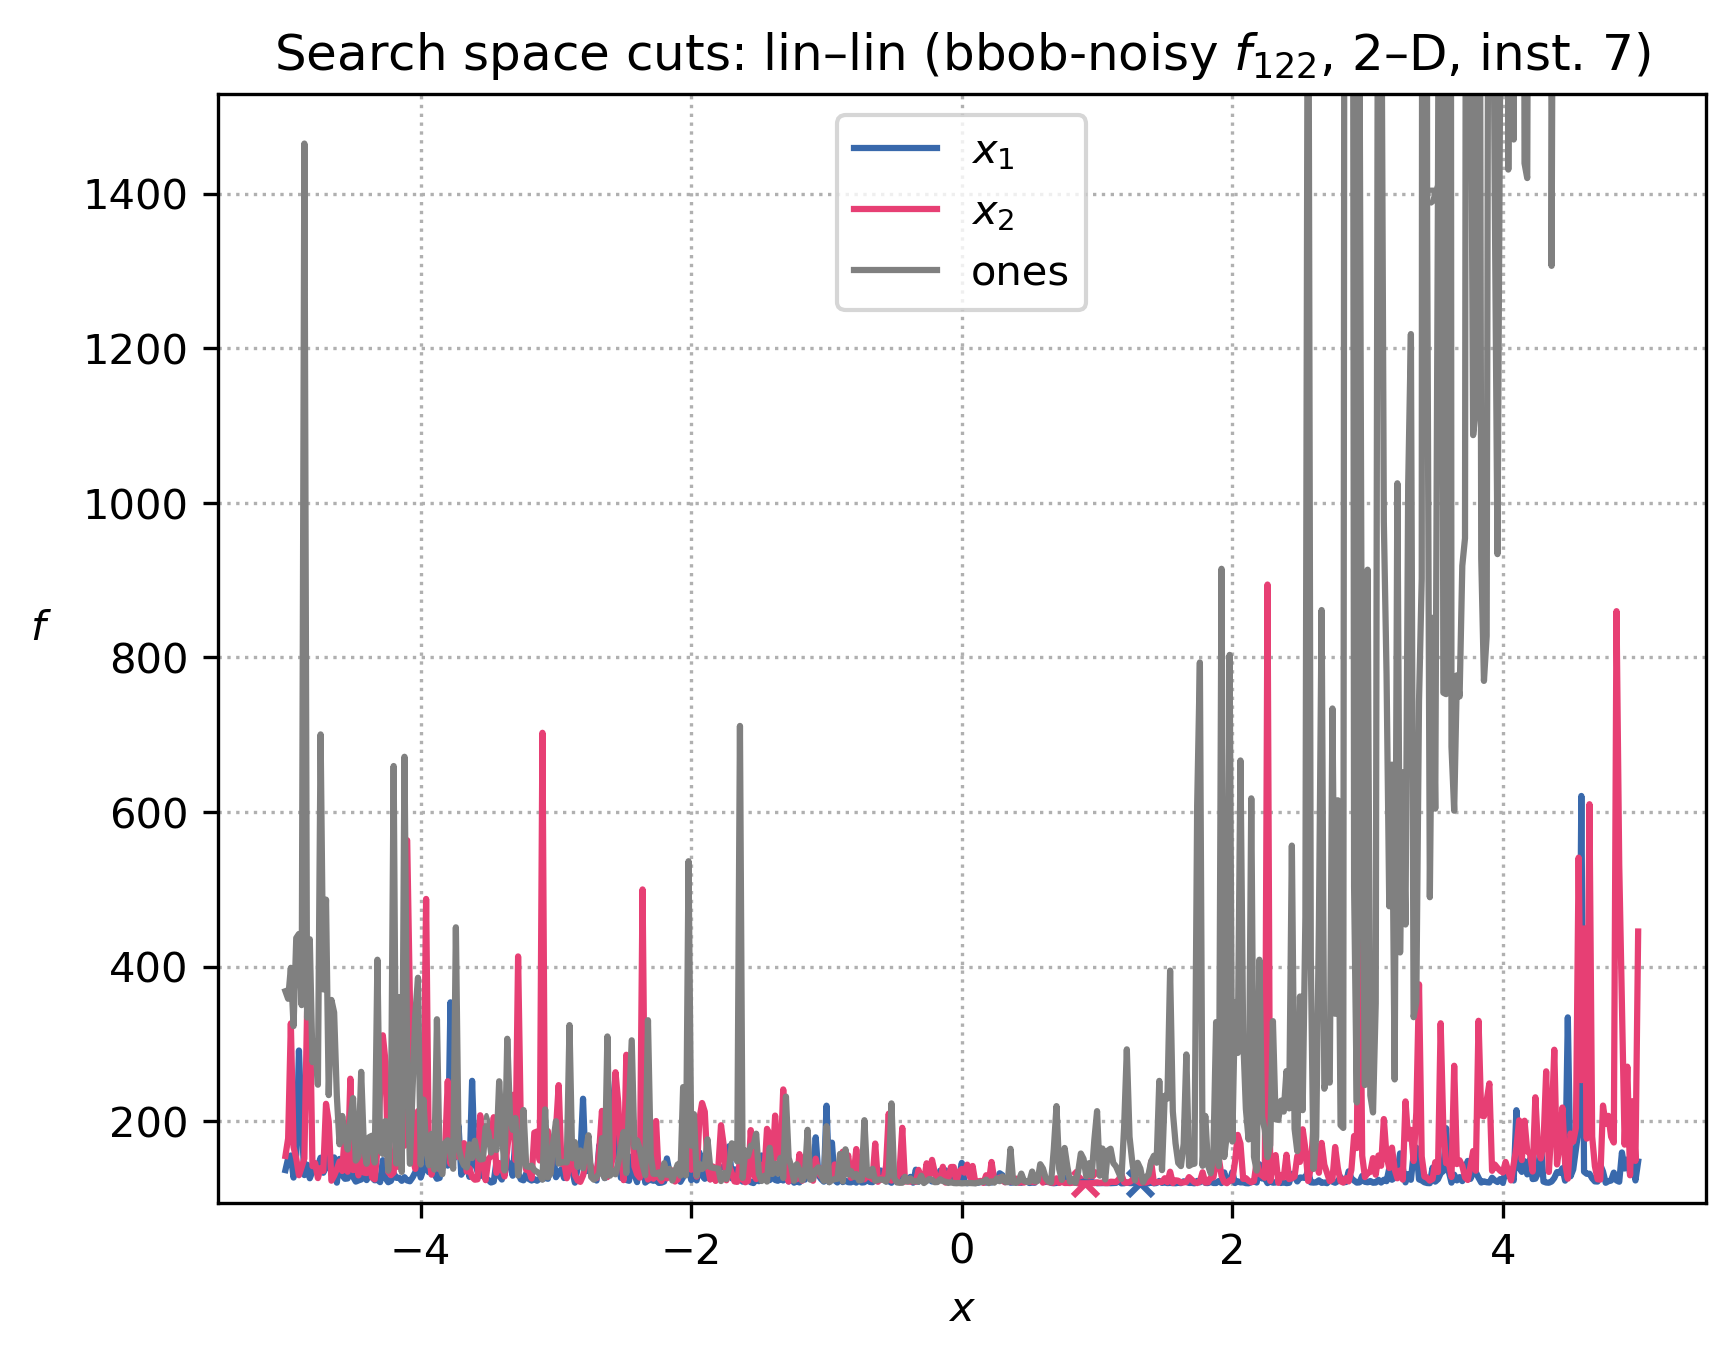 Search space cuts: lin–lin (bbob-noisy f₁₂₂, 2–D, inst. 7)
x₁
x₂
ones
1400
1200
1000
800
600
400
200
f
−4
−2
0
2
4
x